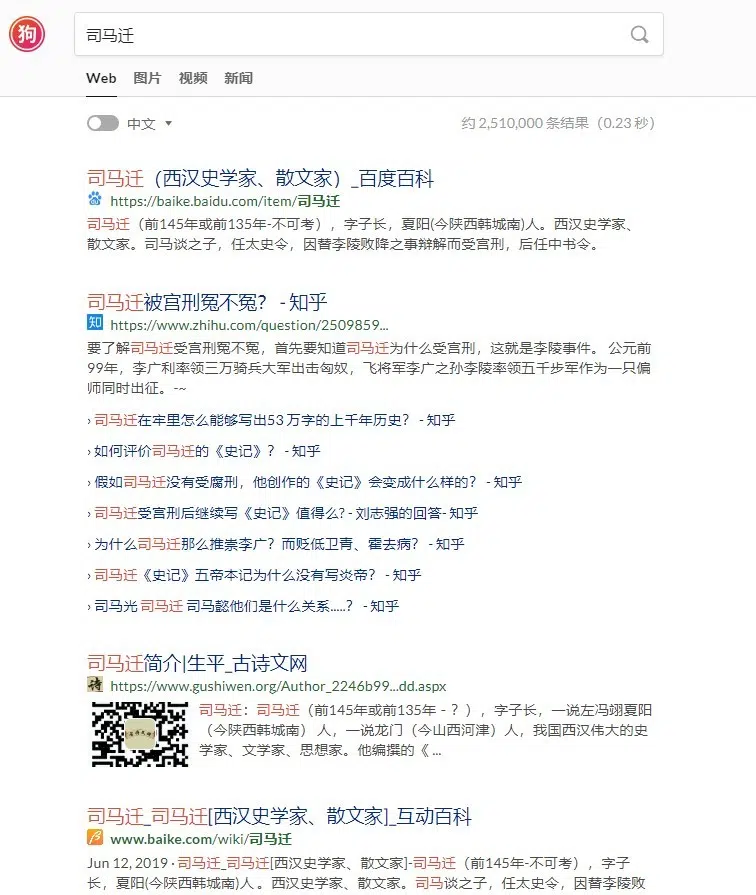 狗
司马迁
Web 图片 视频 新闻
中文 约 2,510,000 条结果（0.23 秒）
司马迁（西汉史学家、散文家）_百度百科
https://baike.baidu.com/item/司马迁
司马迁（前145年或前135年-不可考），字子长，夏阳(今陕西韩城南)人。西汉史学家、
散文家。司马谈之子，任太史令，因替李陵败降之事辩解而受宫刑，后任中书令。
司马迁被宫刑冤不冤？ - 知乎
知 https://www.zhihu.com/question/2509859...
要了解司马迁受宫刑冤不冤，首先要知道司马迁为什么受宫刑，这就是李陵事件。 公元前
99年，李广利率领三万骑兵大军出击匈奴，飞将军李广之孙李陵率领五千步军作为一只偏
师同时出征。-~
› 司马迁在牢里怎么能够写出53 万字的上千年历史？ - 知乎
› 如何评价司马迁的《史记》？ - 知乎
› 假如司马迁没有受腐刑，他创作的《史记》会变成什么样的？ - 知乎
› 司马迁受宫刑后继续写《史记》值得么? - 刘志强的回答- 知乎
› 为什么司马迁那么推崇李广？而贬低卫青、霍去病？ - 知乎
› 司马迁《史记》五帝本记为什么没有写炎帝？ - 知乎
› 司马光 司马迁 司马懿他们是什么关系.....？ - 知乎
司马迁简介|生平_古诗文网
诗 https://www.gushiwen.org/Author_2246b99...dd.aspx
司马迁：司马迁（前145年或前135年－？），字子长，一说左冯翊夏阳
（今陕西韩城南）人，一说龙门（今山西河津）人，我国西汉伟大的史
学家、文学家、思想家。他编撰的《 ...
司马迁_司马迁[西汉史学家、散文家]_互动百科
www.baike.com/wiki/司马迁
Jun 12, 2019 · 司马迁_司马迁[西汉史学家、散文家]-司马迁（前145年-不可考），字子
长，夏阳(今陕西韩城南)人 。西汉史学家、散文家。司马谈之子，任太史令，因替李陵败